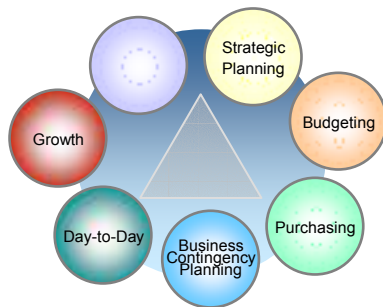 Strategic
Planning
Budgeting
Purchasing
Business
Contingency
Planning
Day-to-Day
Growth